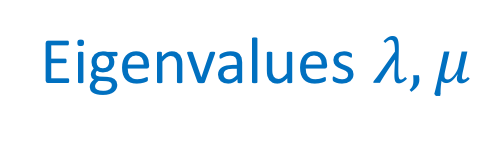 Eigenvalues λ, μ